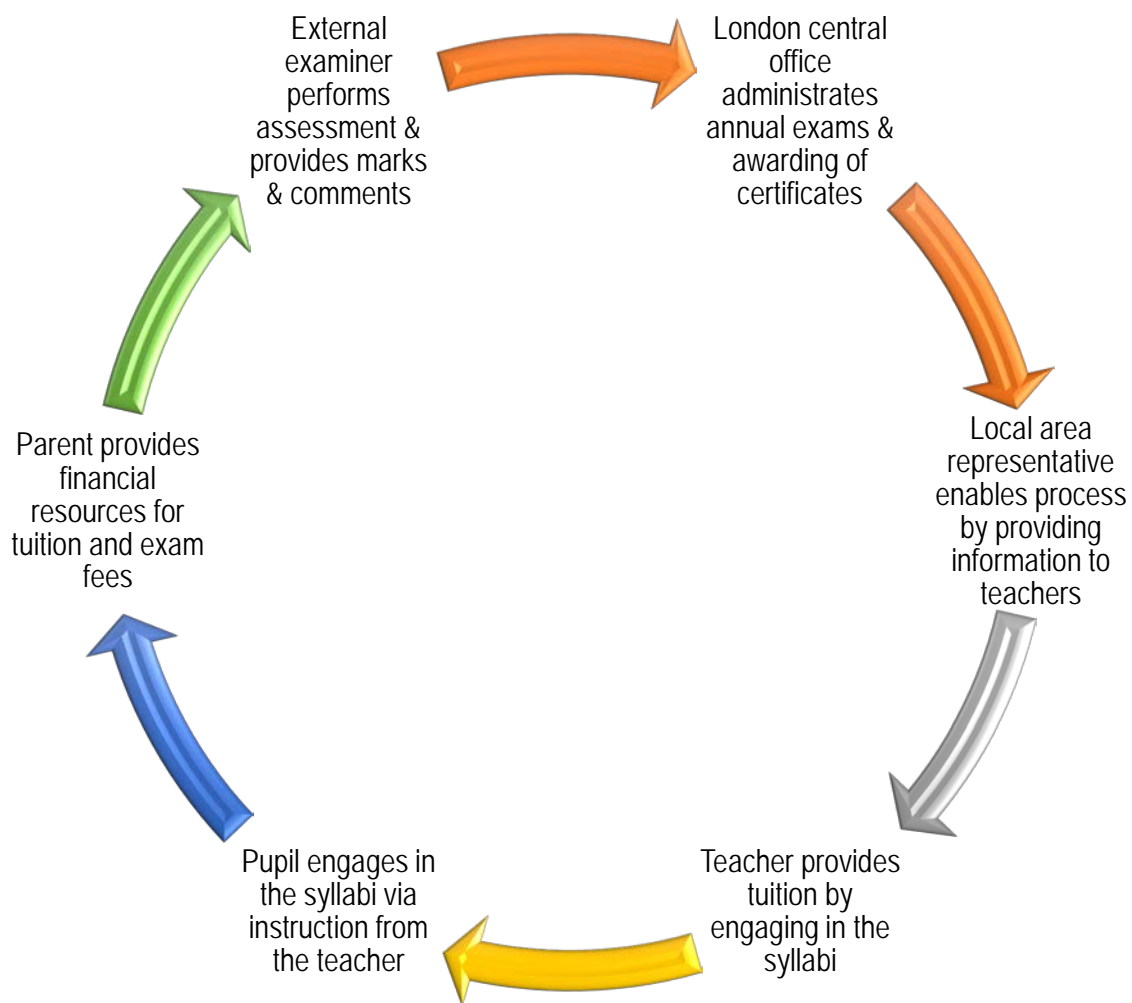 External
examiner
performs
assessment &
provides marks
& comments
London central
office
administrates
annual exams &
awarding of
certificates
Local area
representative
enables process
by providing
information to
teachers
Teacher provides
tuition by
engaging in the
syllabi
Pupil engages in
the syllabi via
instruction from
the teacher
Parent provides
financial
resources for
tuition and exam
fees